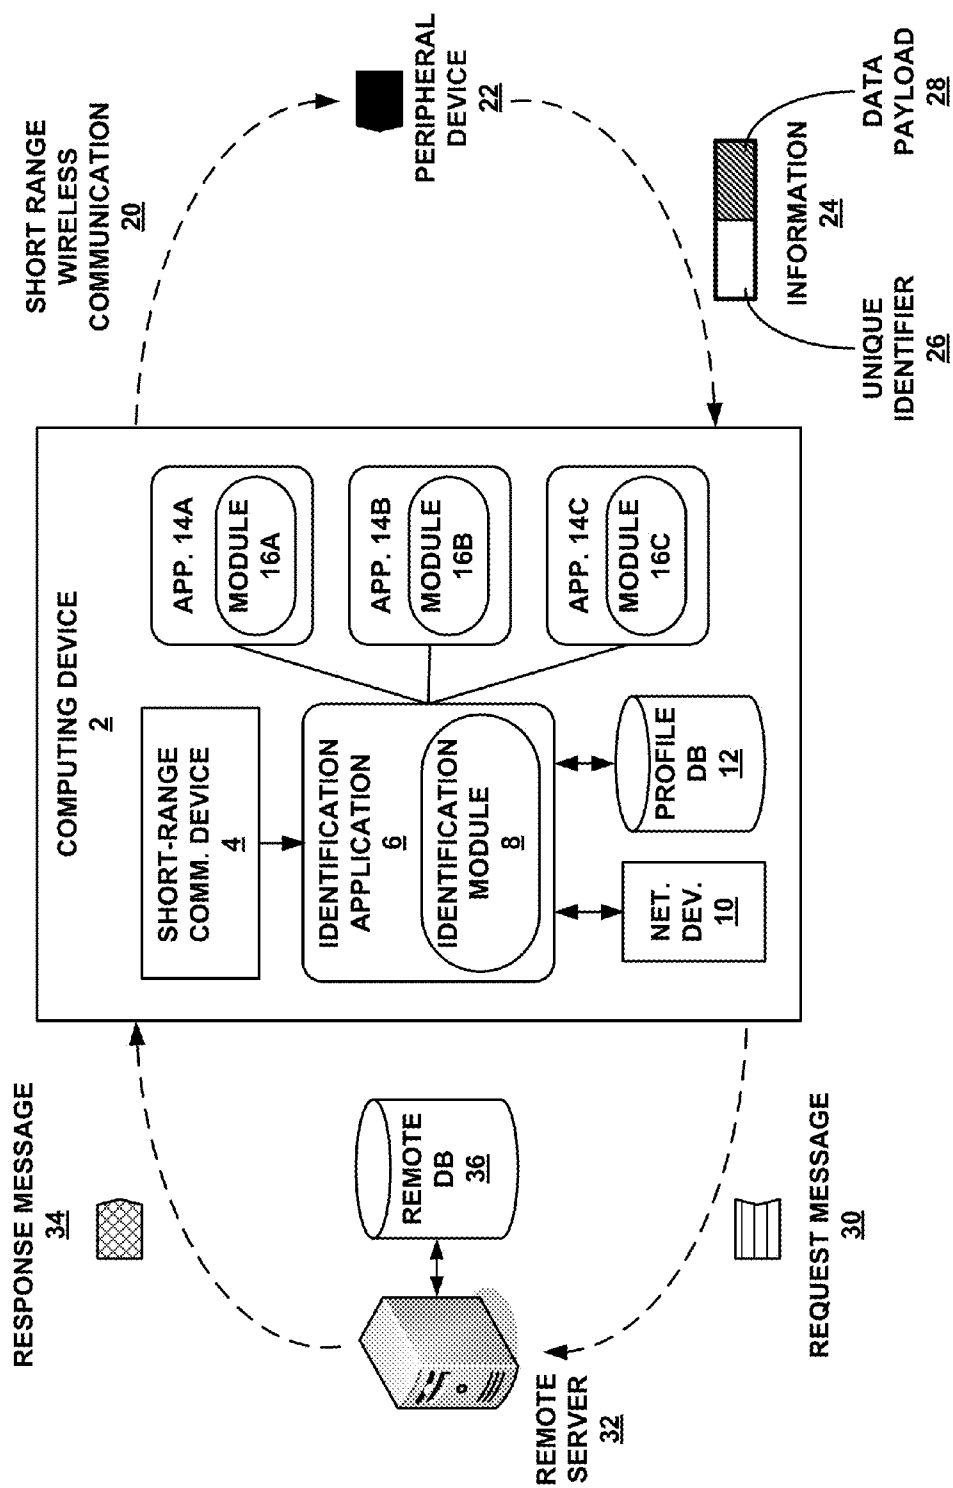 RESPONSE MESSAGE
34
REMOTE
DB
36
REMOTE
SERVER
32
REQUEST MESSAGE
30
COMPUTING DEVICE
2
SHORT-RANGE
COMM. DEVICE
4
IDENTIFICATION
APPLICATION
6
IDENTIFICATION
MODULE
8
NET.
DEV.
10
PROFILE
DB
12
APP. 14A
MODULE
16A
APP. 14B
MODULE
16B
APP. 14C
MODULE
16C
SHORT RANGE
WIRELESS
COMMUNICATION
20
PERIPHERAL
DEVICE
22
INFORMATION
24
UNIQUE
IDENTIFIER
26
DATA
PAYLOAD
28